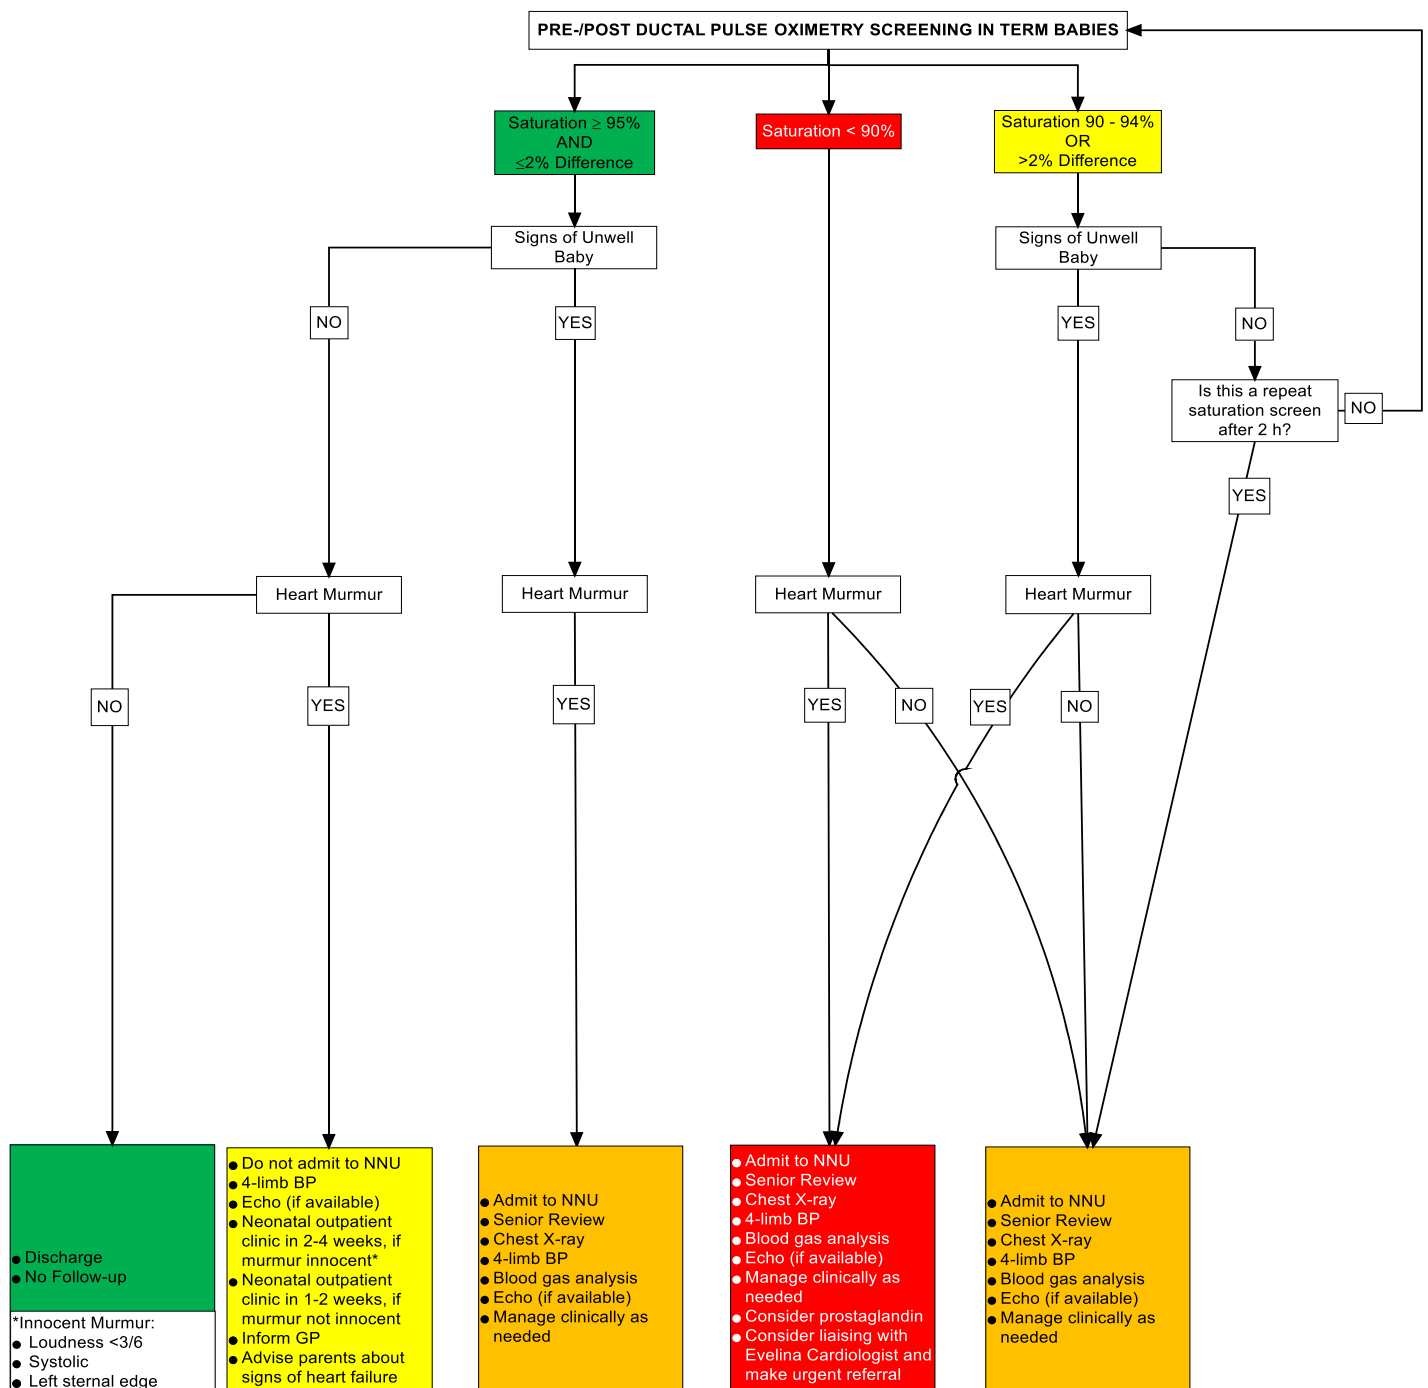 PRE-/POST DUCTAL PULSE OXIMETRY SCREENING IN TERM BABIES
Saturation ≥ 95%
AND
≤2% Difference
Saturation < 90%
Saturation 90 - 94%
OR
>2% Difference
Signs of Unwell
Baby
Signs of Unwell
Baby
NO
YES
YES
NO
Is this a repeat
saturation screen
after 2 h?
NO
YES
Heart Murmur
Heart Murmur
Heart Murmur
Heart Murmur
NO
YES
YES
YES
NO
YES
NO
● Discharge
● No Follow-up
*Innocent Murmur:
● Loudness <3/6
● Systolic
● Left sternal edge
● Do not admit to NNU
● 4-limb BP
● Echo (if available)
● Neonatal outpatient
clinic in 2-4 weeks, if
murmur innocent*
● Neonatal outpatient
clinic in 1-2 weeks, if
murmur not innocent
● Inform GP
● Advise parents about
signs of heart failure
● Admit to NNU
● Senior Review
● Chest X-ray
● 4-limb BP
● Blood gas analysis
● Echo (if available)
● Manage clinically as
needed
● Admit to NNU
● Senior Review
● Chest X-ray
● 4-limb BP
● Blood gas analysis
● Echo (if available)
● Manage clinically as
needed
● Consider prostaglandin
● Consider liaising with
Evelina Cardiologist and
make urgent referral
● Admit to NNU
● Senior Review
● Chest X-ray
● 4-limb BP
● Blood gas analysis
● Echo (if available)
● Manage clinically as
needed